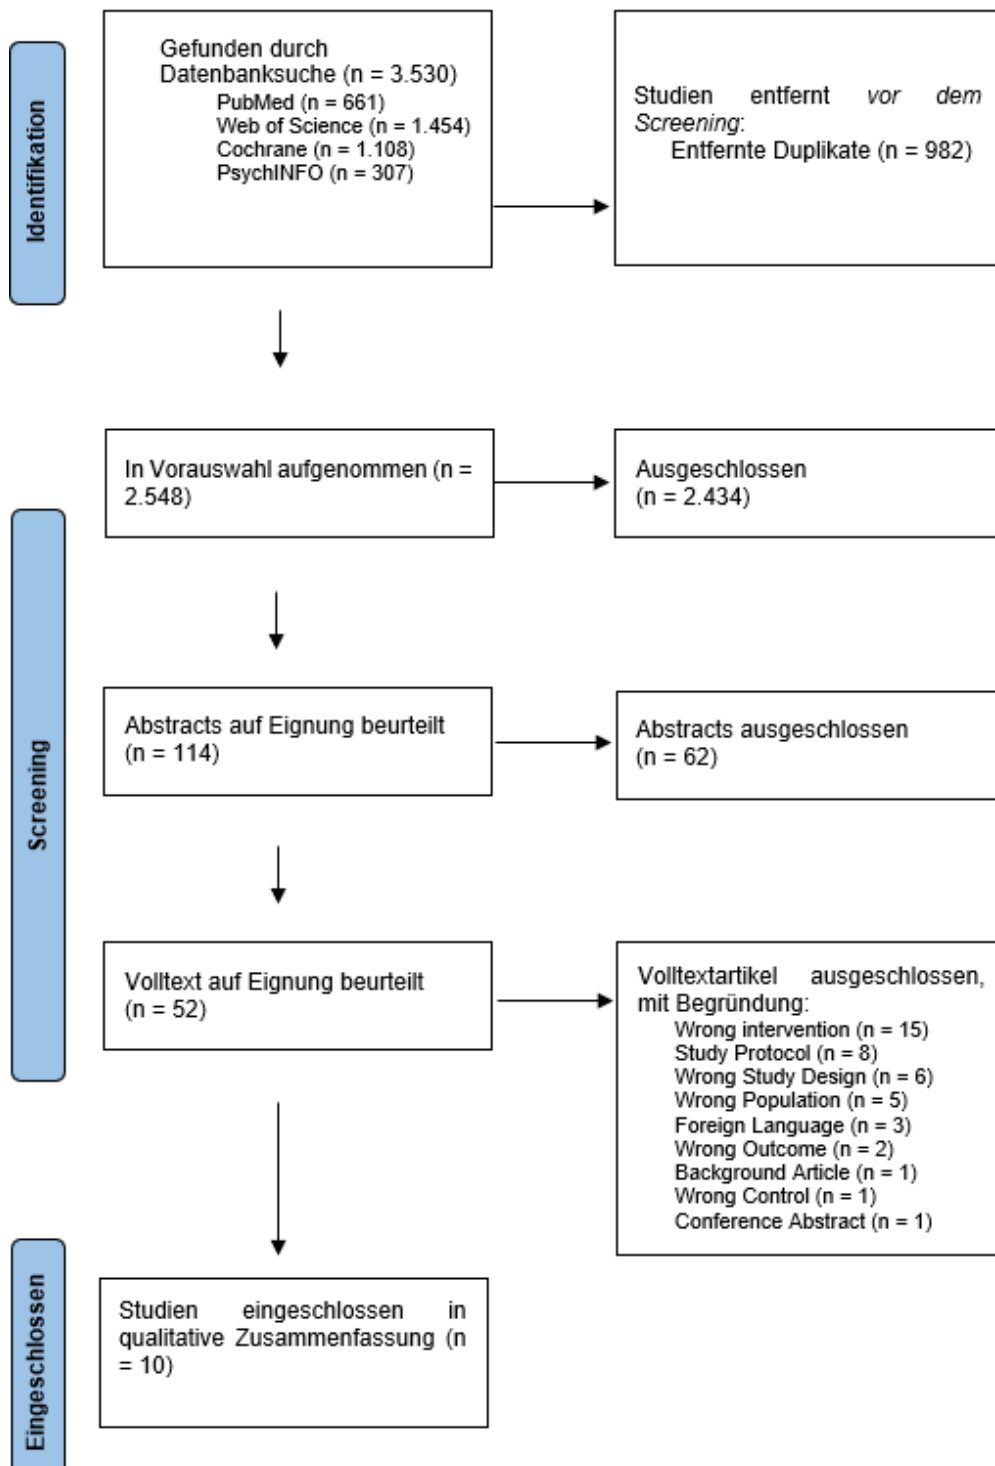 Identifikation
Gefunden durch
Datenbanksuche (n = 3.530)
PubMed (n = 661)
Web of Science (n = 1.454)
Cochrane (n = 1.108)
PsychINFO (n = 307)
Studien entfernt vor dem
Screening:
Entfernte Duplikate (n = 982)
Screening
In Vorauswahl aufgenommen (n =
2.548)
Ausgeschlossen
(n = 2.434)
Abstracts auf Eignung beurteilt
(n = 114)
Abstracts ausgeschlossen
(n = 62)
Volltext auf Eignung beurteilt
(n = 52)
Volltextartikel ausgeschlossen,
mit Begründung:
Wrong intervention (n = 15)
Study Protocol (n = 8)
Wrong Study Design (n = 6)
Wrong Population (n = 5)
Foreign Language (n = 3)
Wrong Outcome (n = 2)
Background Article (n = 1)
Wrong Control (n = 1)
Conference Abstract (n = 1)
Eingeschlossen
Studien eingeschlossen in
qualitative Zusammenfassung (n
= 10)